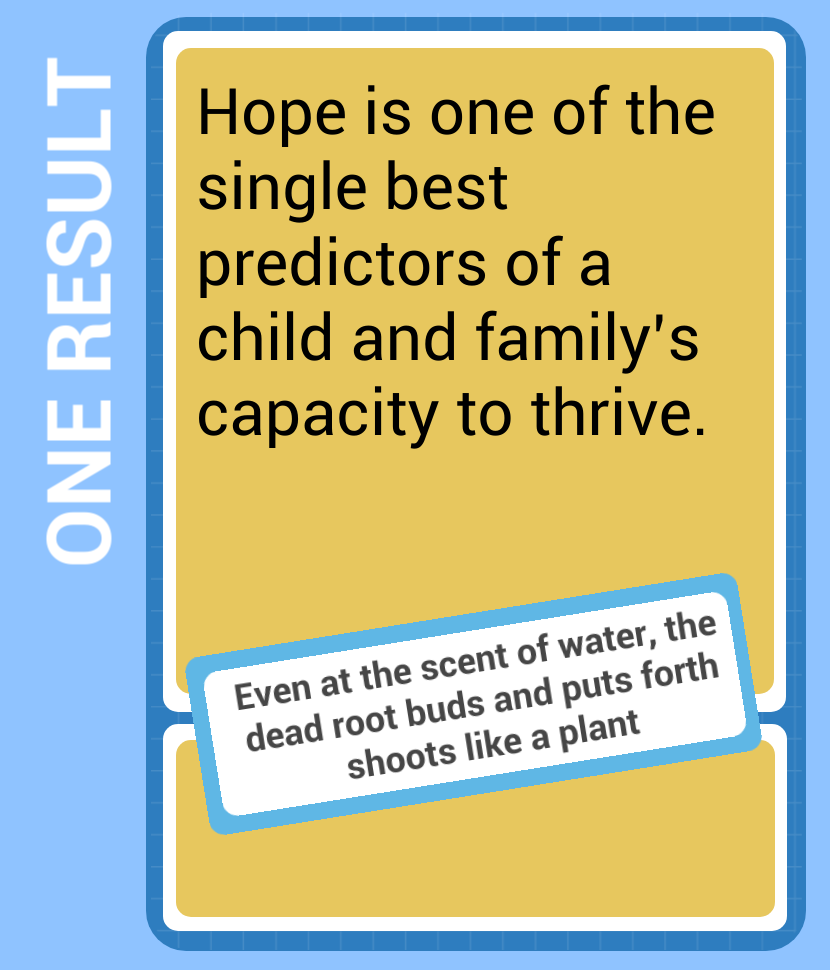 ONE RESULT
Hope is one of the
single best
predictors of a
child and family's
capacity to thrive.
Even at the scent of water, the
dead root buds and puts forth
shoots like a plant